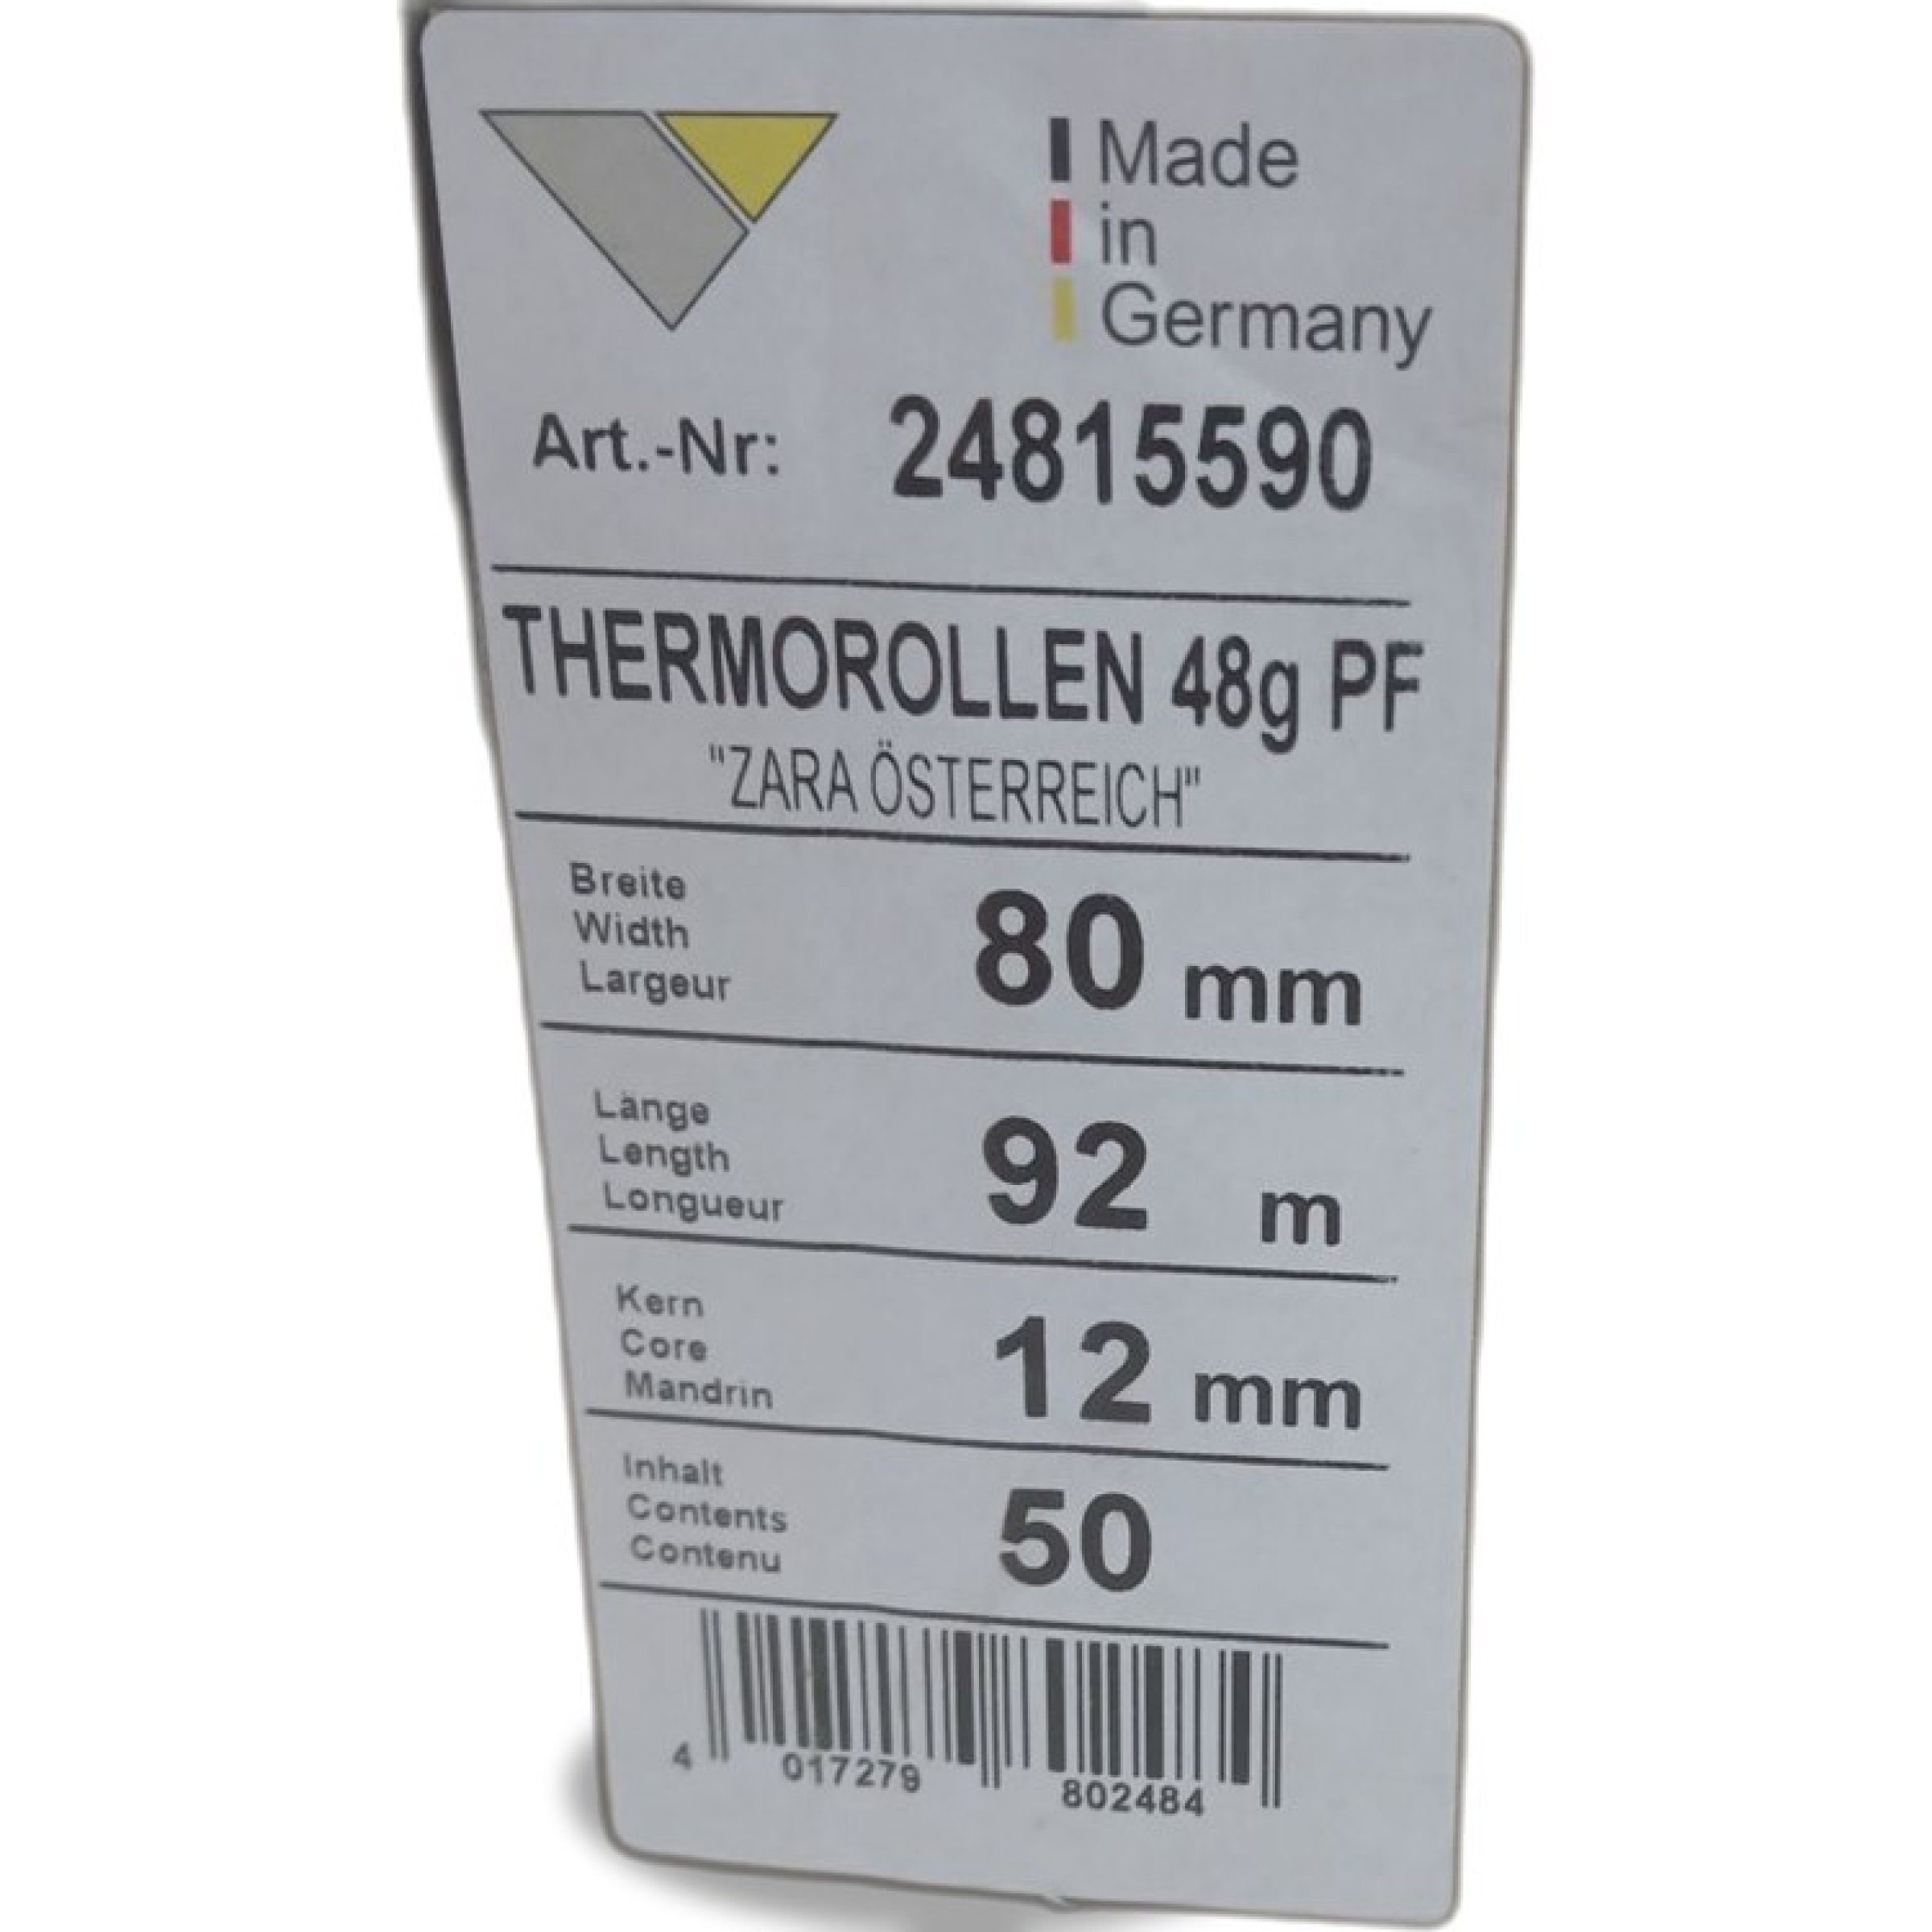 Made
in
Germany
Art.-Nr: 24815590
THERMOROLLEN 48g PF
"ZARA ÖSTERREICH"
Breite
Width
Largeur
80 mm
Länge
Length
Longueur
92 m
Kern
Core
Mandrin
12 mm
Inhalt
Contents
Contenu
50
4 017279 802484